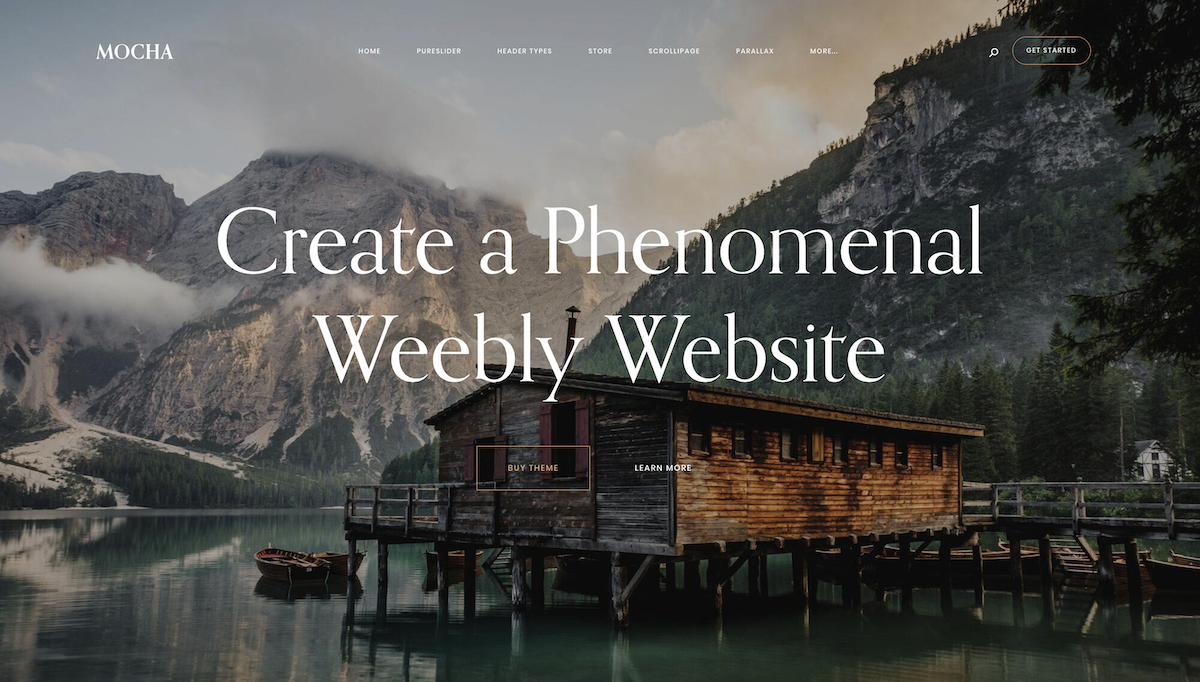 MOCHA
HOME
PURESLIDER
HEADER TYPES
STORE
SCROLLIPAGE
PARALLAX
MORE...
GET STARTED
Create a Phenomenal
Weebly Website
BUY THEME
LEARN MORE